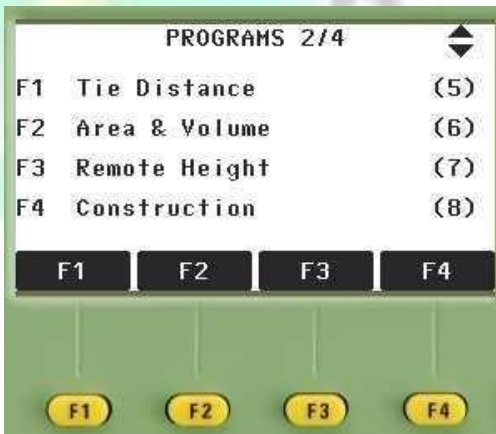 PROGRAMS 2/4
F1 Tie Distance (5)
F2 Area & Volume (6)
F3 Remote Height (7)
F4 Construction (8)
F1 F2 F3 F4
F1 F2 F3 F4